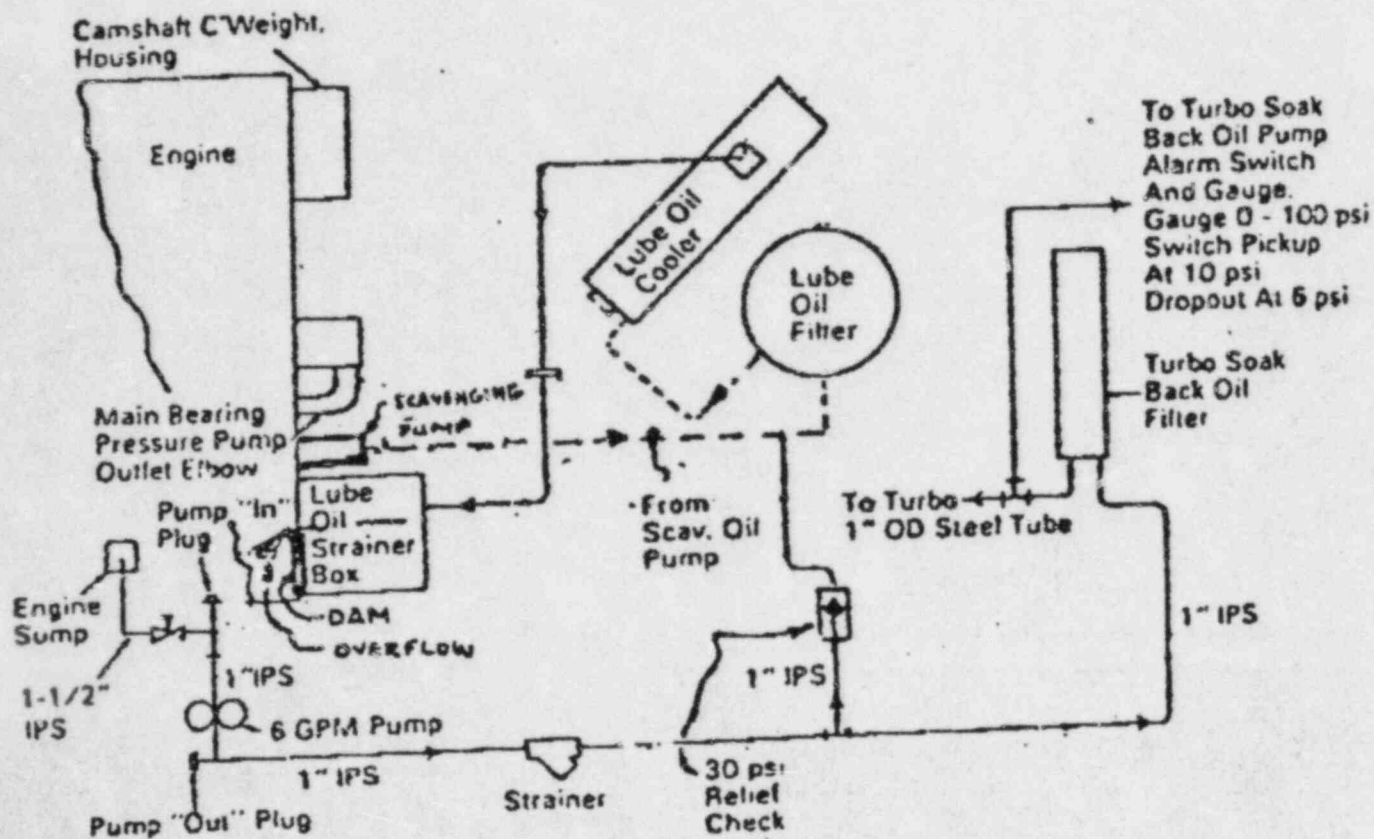 Camshaft C'Weight.
Housing
Engine
To Turbo Soak
Back Oil Pump
Alarm Switch
And Gauge.
Gauge 0 - 100 psi
Switch Pickup
At 10 psi
Dropout At 6 psi
Lube Oil
Cooler
Lube
Oil
Filter
Turbo Soak
Back Oil
Filter
Main Bearing
Pressure Pump
Outlet Elbow
SCAVENGING
PUMP
Pump "In"
Plug
Lube
Oil
Strainer
Box
From
Scav. Oil
Pump
To Turbo
1" OD Steel Tube
Engine
Sump
DAM
OVERFLOW
1" IPS
1" IPS
1" IPS
1-1/2"
IPS
6 GPM Pump
1" IPS
Strainer
30 psi
Relief
Check
Pump "Out" Plug